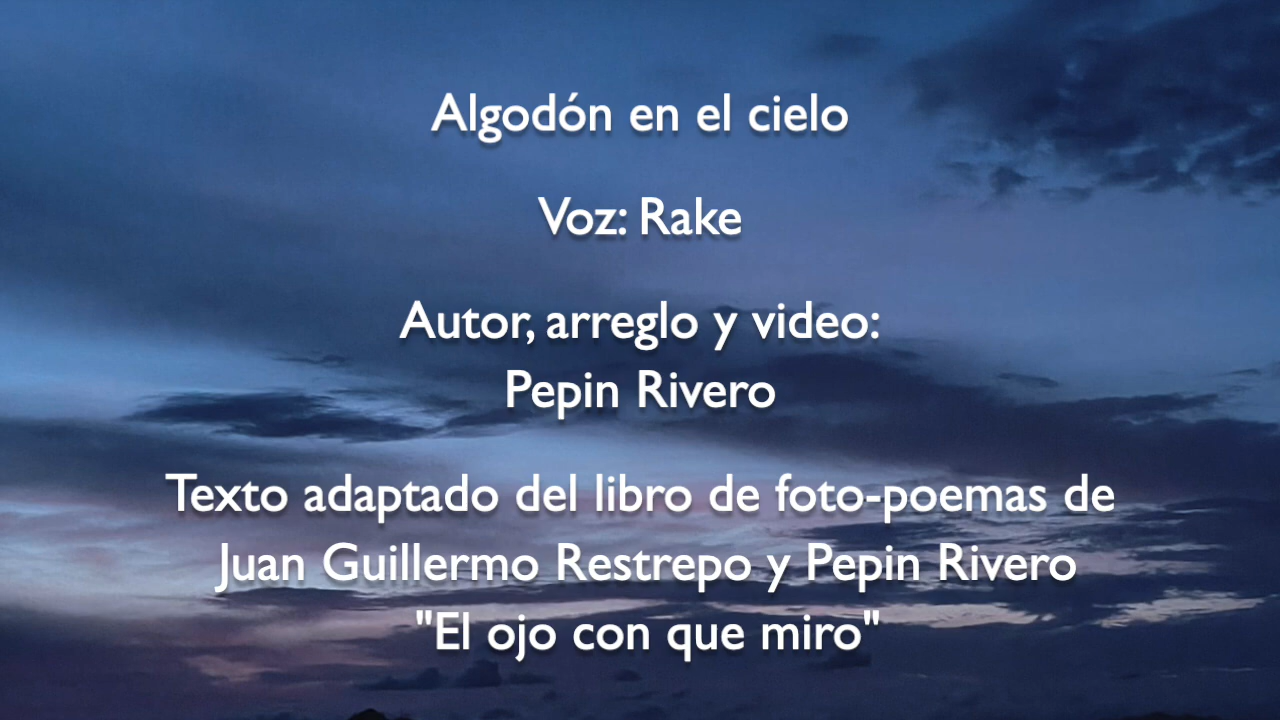 Algodón en el cielo
Voz: Rake
Autor, arreglo y video:
Pepin Rivero
Texto adaptado del libro de foto-poemas de
Juan Guillermo Restrepo y Pepin Rivero
"El ojo con que miro"